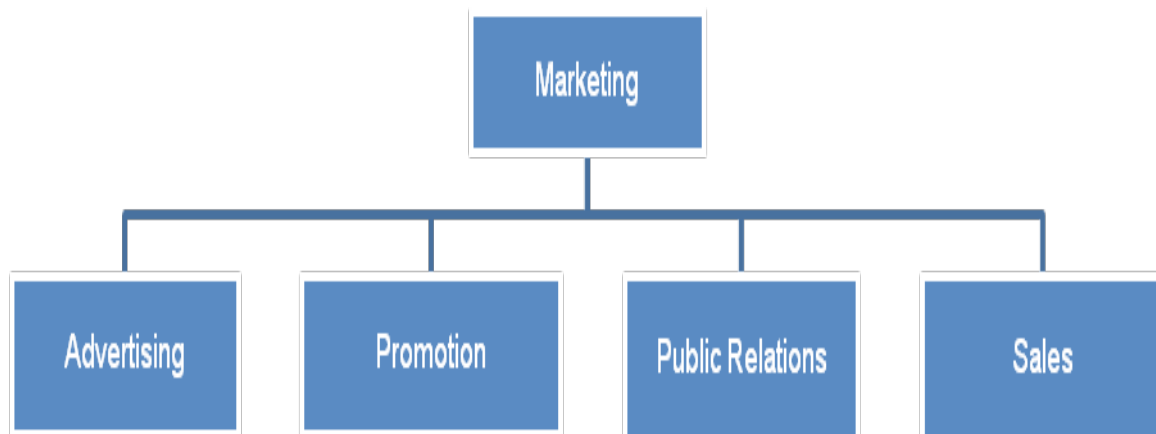 Marketing
Advertising
Promotion
Public Relations
Sales